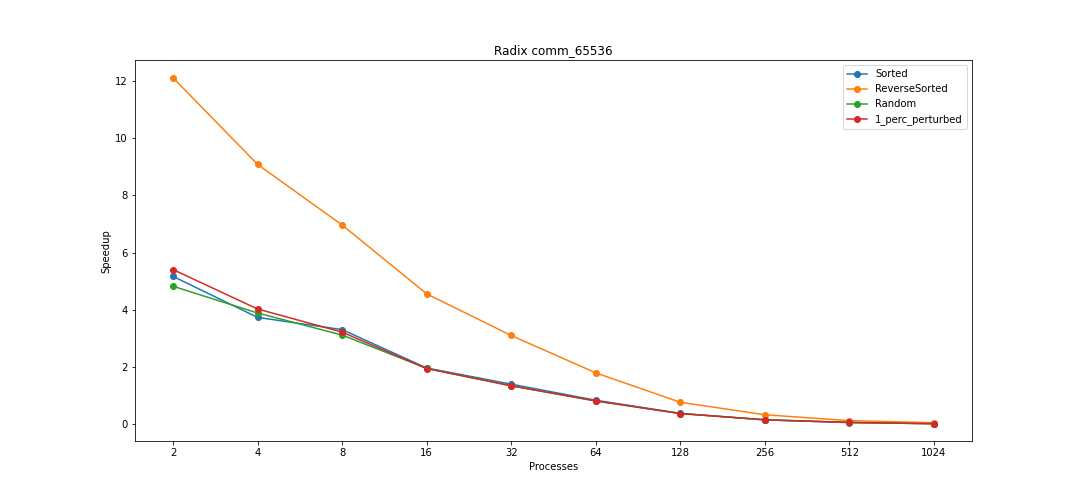 Radix comm_65536
Speedup
12
10
8
6
4
2
0
Sorted
ReverseSorted
Random
1_perc_perturbed
2 4 8 16 32 64 128 256 512 1024
Processes